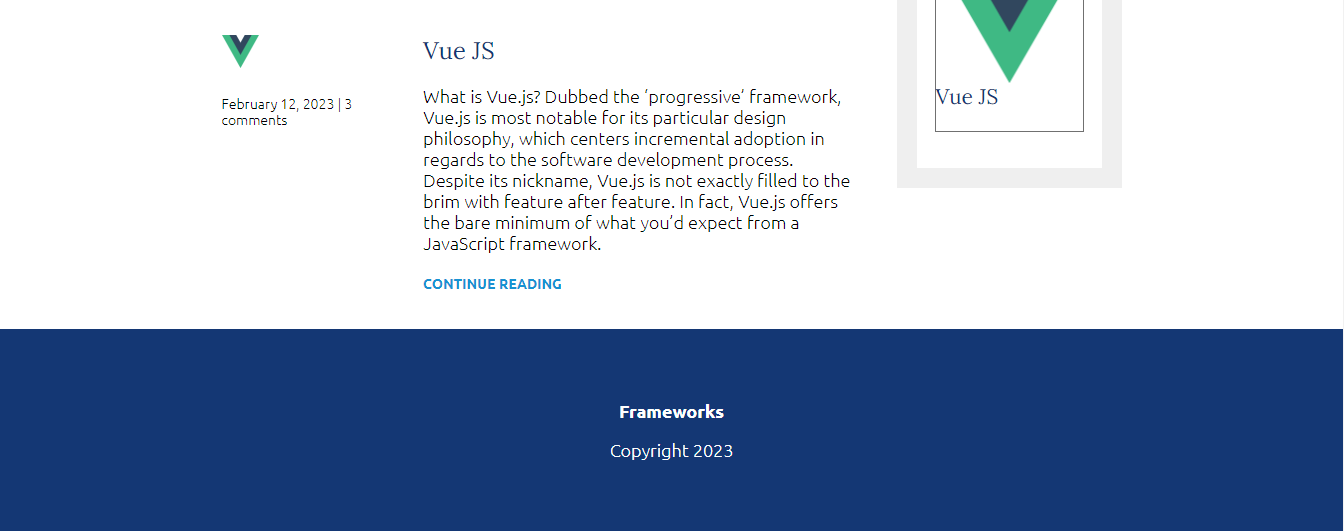 February 12, 2023 | 3
comments
Vue JS
What is Vue.js? Dubbed the ‘progressive’ framework,
Vue.js is most notable for its particular design
philosophy, which centers incremental adoption in
regards to the software development process.
Despite its nickname, Vue.js is not exactly filled to the
brim with feature after feature. In fact, Vue.js offers
the bare minimum of what you’d expect from a
JavaScript framework.
CONTINUE READING
Vue JS
Frameworks
Copyright 2023